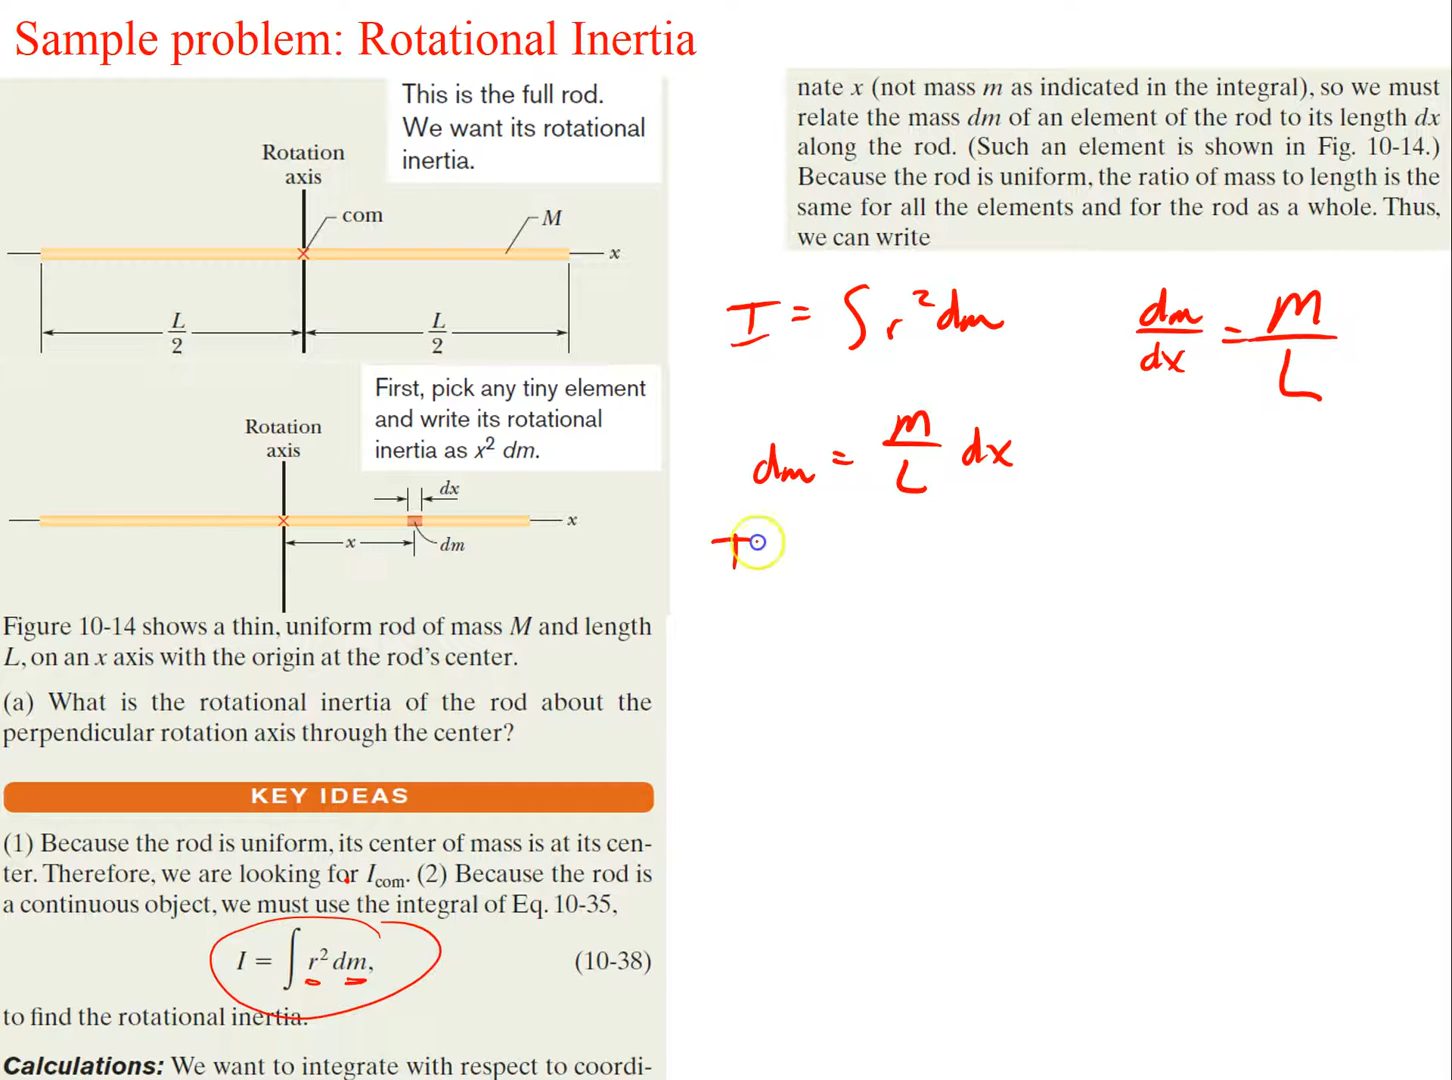 Sample problem: Rotational Inertia
This is the full rod.
We want its rotational
inertia.
Rotation
axis
com
M
x
L/2
L/2
First, pick any tiny element
and write its rotational
inertia as x² dm.
Rotation
axis
dx
x
x
dm
Figure 10-14 shows a thin, uniform rod of mass M and length
L, on an x axis with the origin at the rod's center.
(a) What is the rotational inertia of the rod about the
perpendicular rotation axis through the center?
KEY IDEAS
(1) Because the rod is uniform, its center of mass is at its cen-
ter. Therefore, we are looking for I_com. (2) Because the rod is
a continuous object, we must use the integral of Eq. 10-35,
I = ∫ r² dm, (10-38)
to find the rotational inertia.
Calculations: We want to integrate with respect to coordi-
nate x (not mass m as indicated in the integral), so we must
relate the mass dm of an element of the rod to its length dx
along the rod. (Such an element is shown in Fig. 10-14.)
Because the rod is uniform, the ratio of mass to length is the
same for all the elements and for the rod as a whole. Thus,
we can write
I = ∫ r² dm
dm/dx = M/L
dm = M/L dx